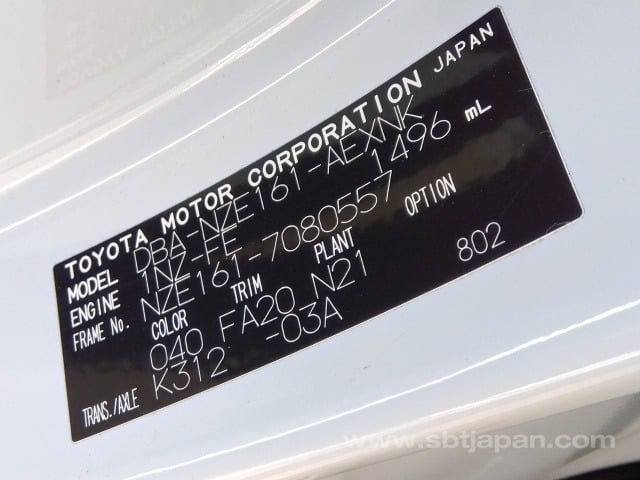 TOYOTA MOTOR CORPORATION JAPAN
MODEL DBA-NZE161-AEXNK
ENGINE 1NZ-FE 1496 mL
FRAME No. NZE161-7080557
COLOR TRIM PLANT OPTION
040 FA20 N21 802
TRANS./AXLE K312 -03A
www.sbtjapan.com